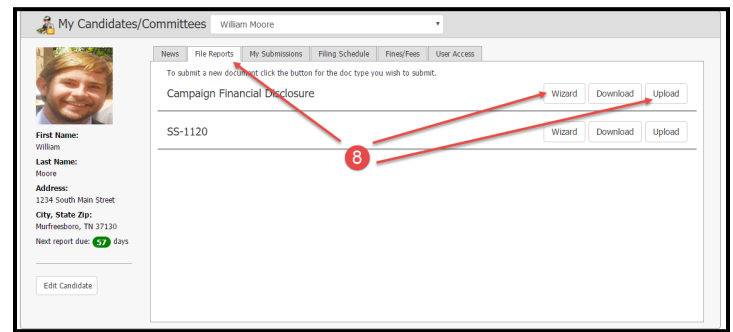 My Candidates/Committees William Moore
News File Reports My Submissions Filing Schedule Fines/Fees User Access
To submit a new document click the button for the doc type you wish to submit.
Campaign Financial Disclosure Wizard Download Upload
SS-1120 Wizard Download Upload
8
First Name:
William
Last Name:
Moore
Address:
1234 South Main Street
City, State Zip:
Murfreesboro, TN 37130
Next report due: 57 days
Edit Candidate